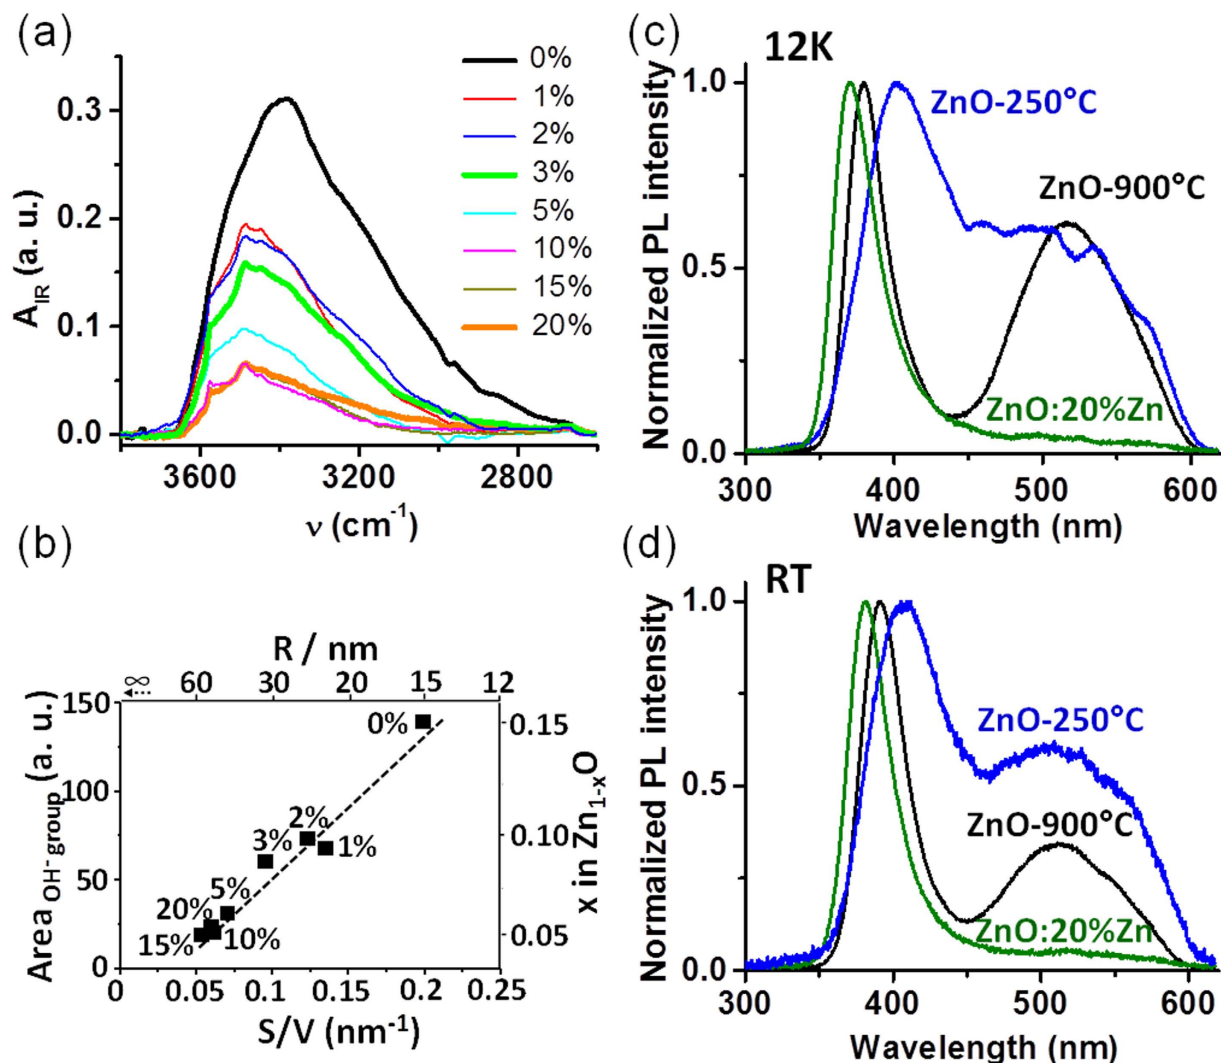 (a)
0%
1%
2%
3%
5%
10%
15%
20%
0.3
0.2
0.1
0.0
A_IR (a. u.)
3600
3200
2800
ν (cm⁻¹)
(b)
R / nm
∞
60
30
20
15
12
150
100
50
0
Area OH⁻ group (a. u.)
0%
2%
3%
1%
5%
20%
15%
10%
0.15
0.10
0.05
x in Zn₁₋ₓO
0
0.05
0.1
0.15
0.2
0.25
S/V (nm⁻¹)
(c)
12K
1.0
0.5
0.0
Normalized PL intensity
ZnO-250°C
ZnO-900°C
ZnO:20%Zn
300
400
500
600
Wavelength (nm)
(d)
RT
1.0
0.5
0.0
Normalized PL intensity
ZnO-250°C
ZnO-900°C
ZnO:20%Zn
300
400
500
600
Wavelength (nm)